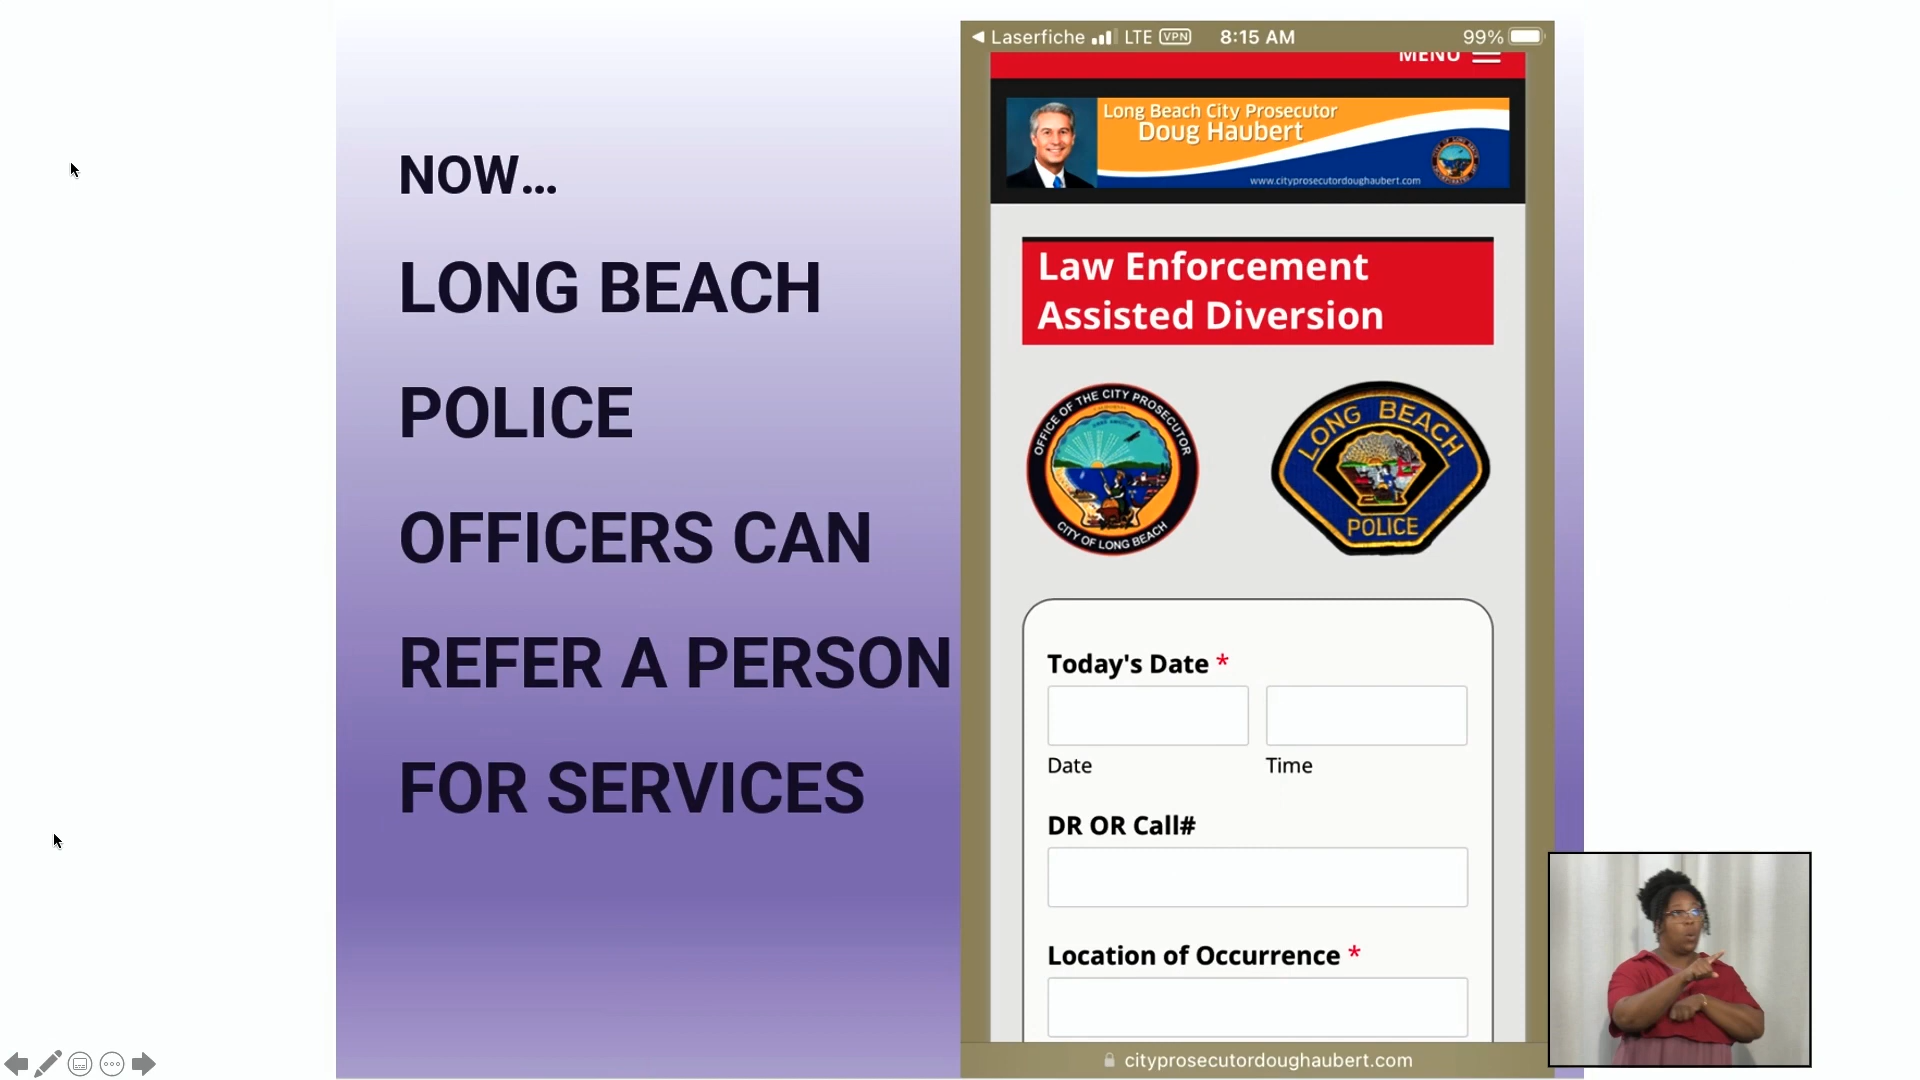 NOW...
LONG BEACH
POLICE
OFFICERS CAN
REFER A PERSON
FOR SERVICES
Laserfiche LTE VPN 8:15 AM 99%
MENU
Long Beach City Prosecutor
Doug Haubert
www.cityprosecutordoughaubert.com
Law Enforcement
Assisted Diversion
OFFICE OF THE CITY PROSECUTOR
CITY OF LONG BEACH
LONG BEACH
POLICE
Today's Date *
Date Time
DR OR Call#
Location of Occurrence *
cityprosecutordoughaubert.com